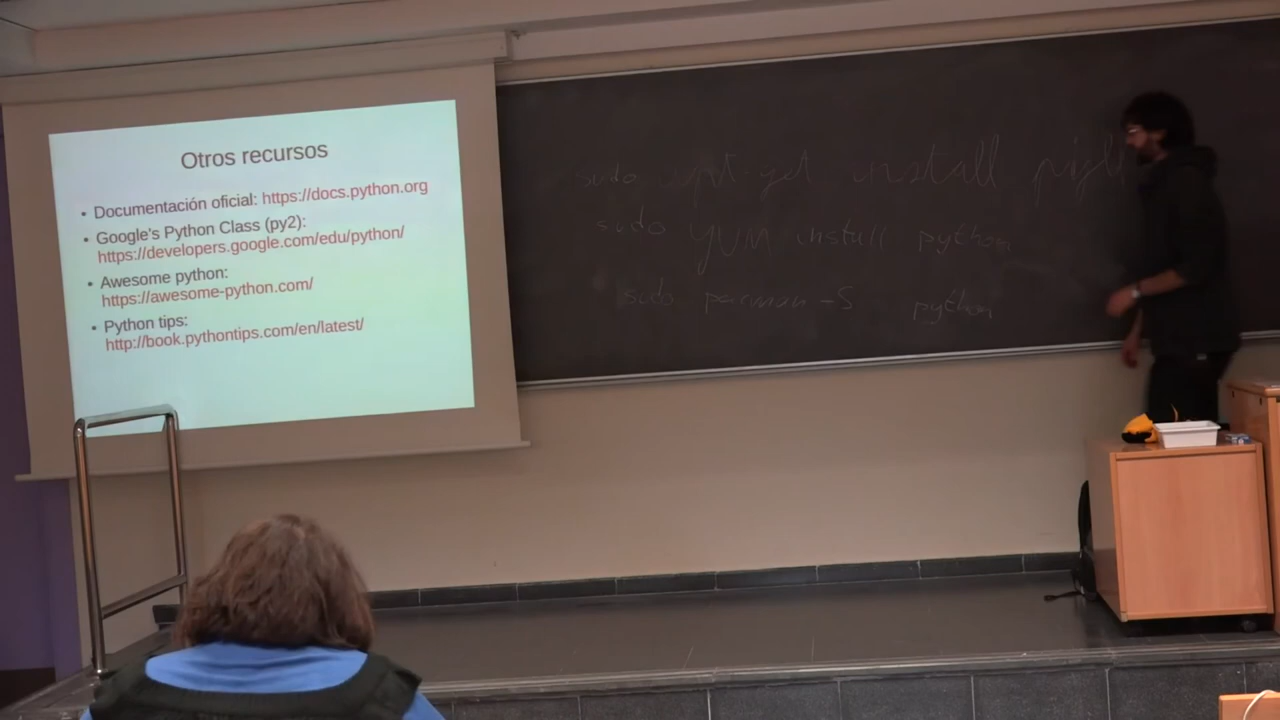 Otros recursos
• Documentación oficial: https://docs.python.org
• Google's Python Class (py2):
https://developers.google.com/edu/python/
• Awesome python:
https://awesome-python.com/
• Python tips:
http://book.pythontips.com/en/latest/
sudo apt-get install
sudo YUM install python
sudo pacman -S python